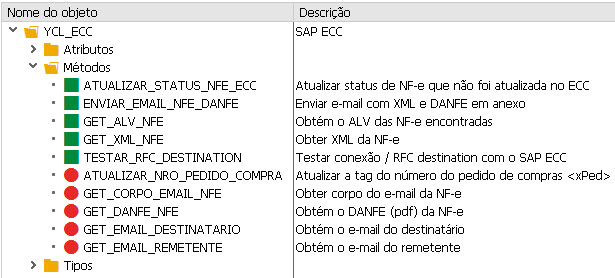 Nome do objeto Descrição
YCL_ECC SAP ECC
Atributos
Métodos
ATUALIZAR_STATUS_NFE_ECC Atualizar status de NF-e que não foi atualizada no ECC
ENVIAR_EMAIL_NFE_DANFE Enviar e-mail com XML e DANFE em anexo
GET_ALV_NFE Obtém o ALV das NF-e encontradas
GET_XML_NFE Obter XML da NF-e
TESTAR_RFC_DESTINATION Testar conexão / RFC destination com o SAP ECC
ATUALIZAR_NRO_PEDIDO_COMPRA Atualizar a tag do número do pedido de compras <xPed>
GET_CORPO_EMAIL_NFE Obter corpo do e-mail da NF-e
GET_DANFE_NFE Obtém o DANFE (pdf) da NF-e
GET_EMAIL_DESTINATARIO Obtém o e-mail do destinatário
GET_EMAIL_REMETENTE Obtém o e-mail do remetente
Tipos